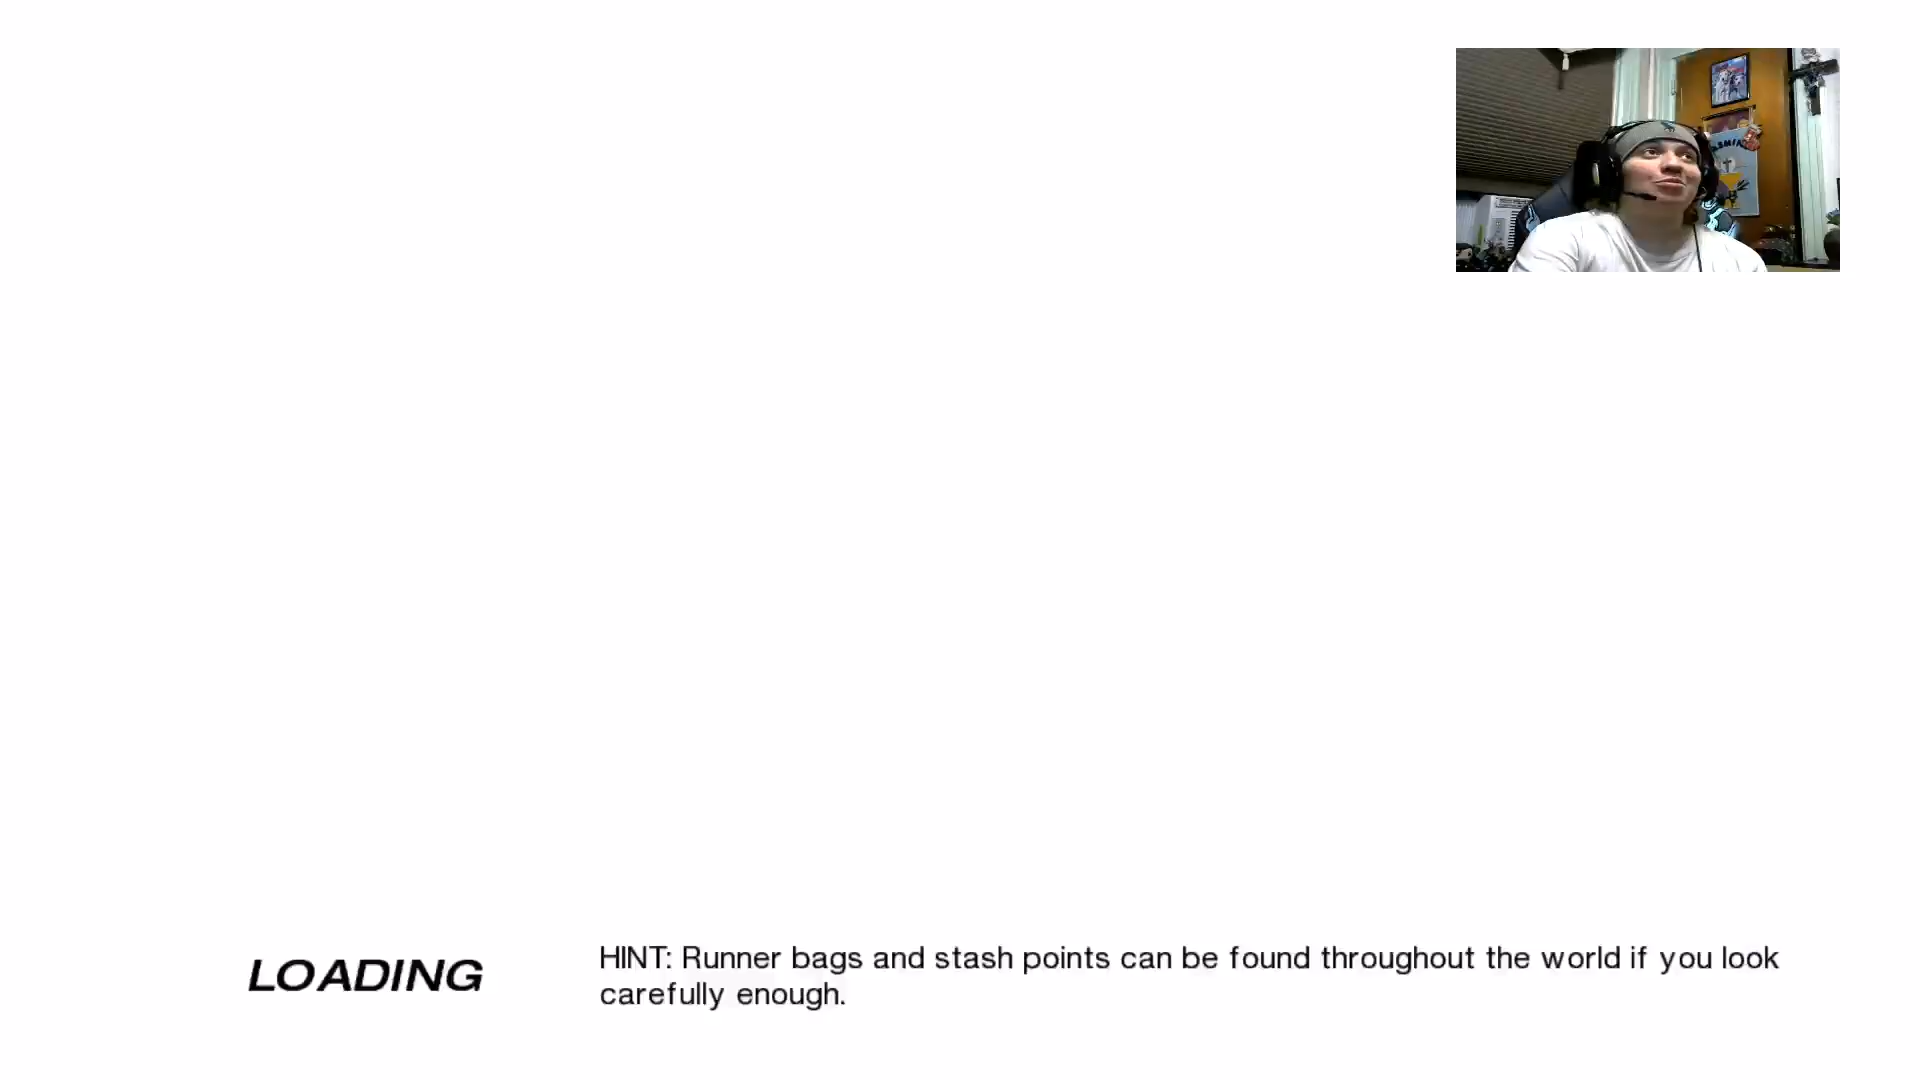 LOADING
HINT: Runner bags and stash points can be found throughout the world if you look
carefully enough.